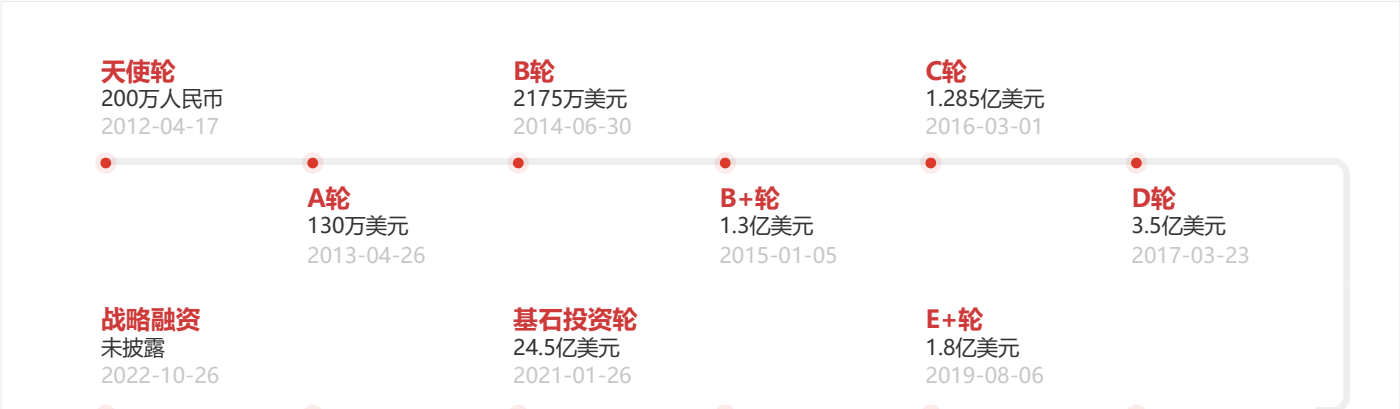 天使轮
200万人民币
2012-04-17
B轮
2175万美元
2014-06-30
C轮
1.285亿美元
2016-03-01
A轮
130万美元
2013-04-26
B+轮
1.3亿美元
2015-01-05
D轮
3.5亿美元
2017-03-23
战略融资
未披露
2022-10-26
基石投资轮
24.5亿美元
2021-01-26
E+轮
1.8亿美元
2019-08-06